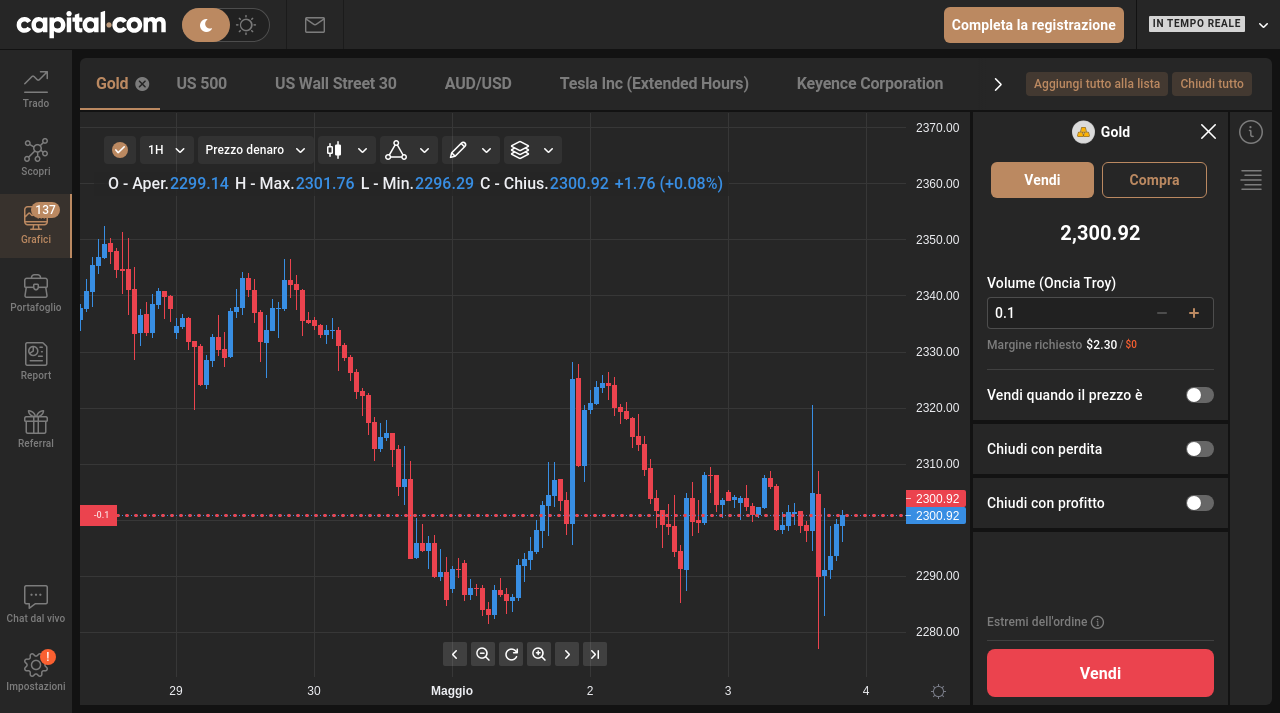 capital.com
Completa la registrazione
IN TEMPO REALE
Trado
Scopri
137
Grafici
Portafoglio
Report
Referral
Chat dal vivo
!
Impostazioni
Gold
US 500
US Wall Street 30
AUD/USD
Tesla Inc (Extended Hours)
Keyence Corporation
Aggiungi tutto alla lista
Chiudi tutto
1H
Prezzo denaro
O - Aper.2299.14 H - Max.2301.76 L - Min.2296.29 C - Chius.2300.92 +1.76 (+0.08%)
2370.00
2360.00
2350.00
2340.00
2330.00
2320.00
2310.00
2300.92
2300.92
2290.00
2280.00
-0.1
29
30
Maggio
2
3
4
Gold
Vendi
Compra
2,300.92
Volume (Oncia Troy)
0.1
Margine richiesto $2.30 / $0
Vendi quando il prezzo è
Chiudi con perdita
Chiudi con profitto
Estremi dell'ordine
Vendi